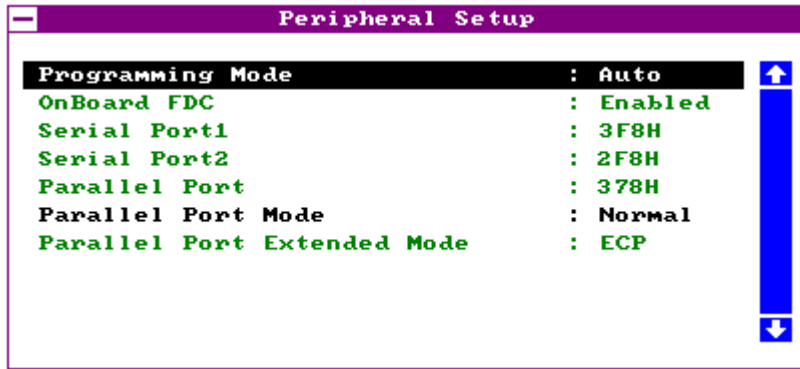 Peripheral Setup
Programming Mode : Auto
OnBoard FDC : Enabled
Serial Port1 : 3F8H
Serial Port2 : 2F8H
Parallel Port : 378H
Parallel Port Mode : Normal
Parallel Port Extended Mode : ECP